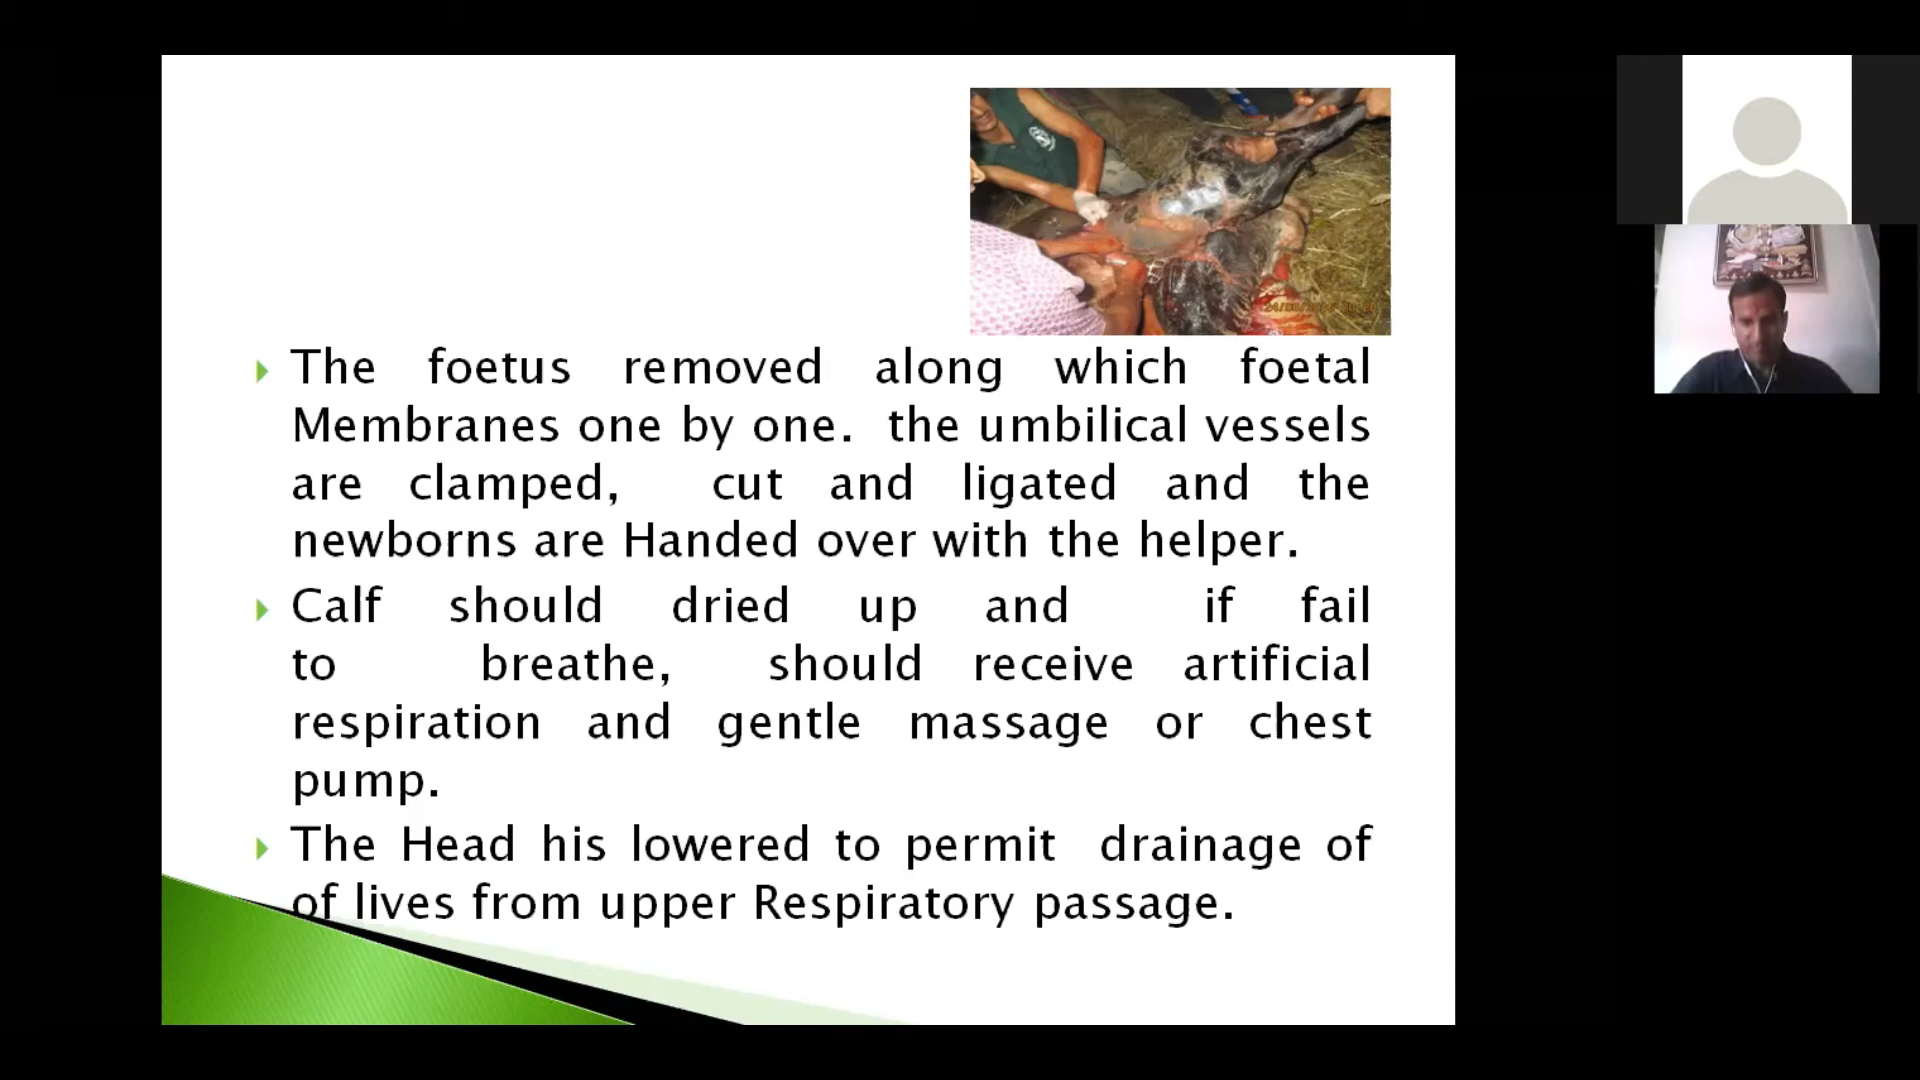 The foetus removed along which foetal
Membranes one by one. the umbilical vessels
are clamped, cut and ligated and the
newborns are Handed over with the helper.
Calf should dried up and if fail
to breathe, should receive artificial
respiration and gentle massage or chest
pump.
The Head his lowered to permit drainage of
of lives from upper Respiratory passage.